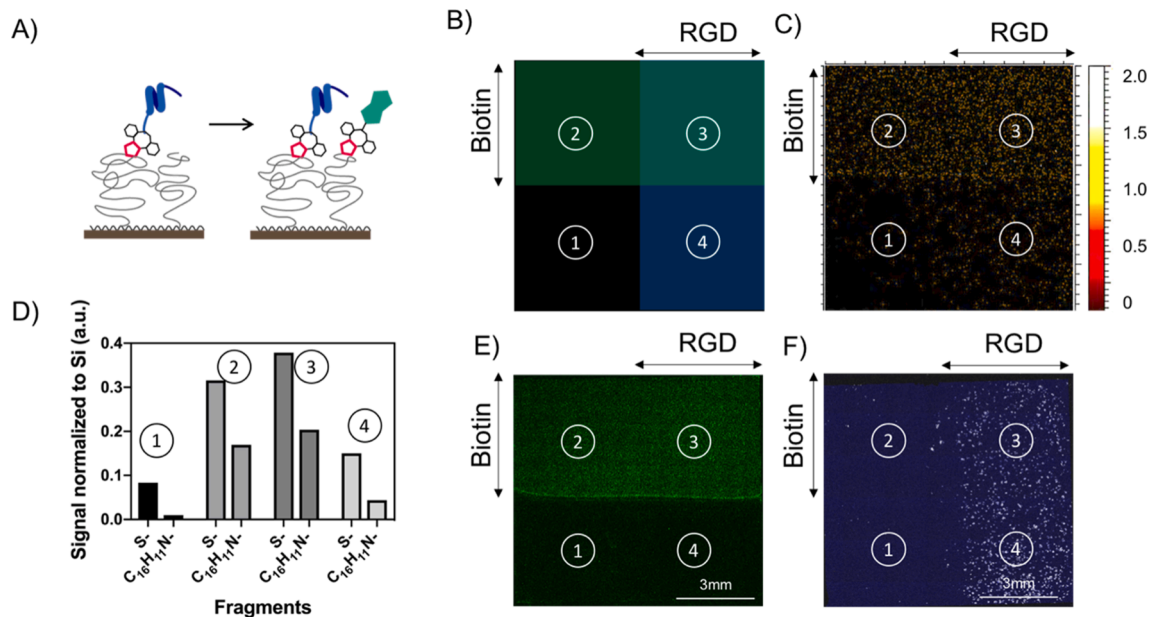 A)
B)
RGD
Biotin
2
3
1
4
C)
RGD
Biotin
2
3
1
4
2.0
1.5
1.0
0.5
0
D)
Signal normalized to Si (a.u.)
0.4
0.3
0.2
0.1
0.0
1
2
3
4
S-
C₁₆H₁₁N-
S-
C₁₆H₁₁N-
S-
C₁₆H₁₁N-
S-
C₁₆H₁₁N-
Fragments
E)
RGD
Biotin
2
3
1
4
3mm
F)
RGD
Biotin
2
3
1
4
3mm